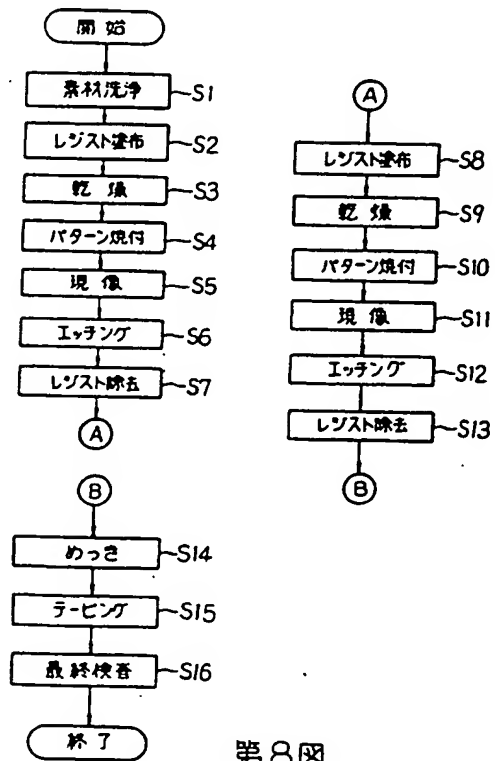 開始
素材洗浄 S1
レジスト塗布 S2
乾燥 S3
パターン焼付 S4
現像 S5
エッチング S6
レジスト除去 S7
A
A
レジスト塗布 S8
乾燥 S9
パターン焼付 S10
現像 S11
エッチング S12
レジスト除去 S13
B
B
めっき S14
テーピング S15
最終検査 S16
終了
第8図